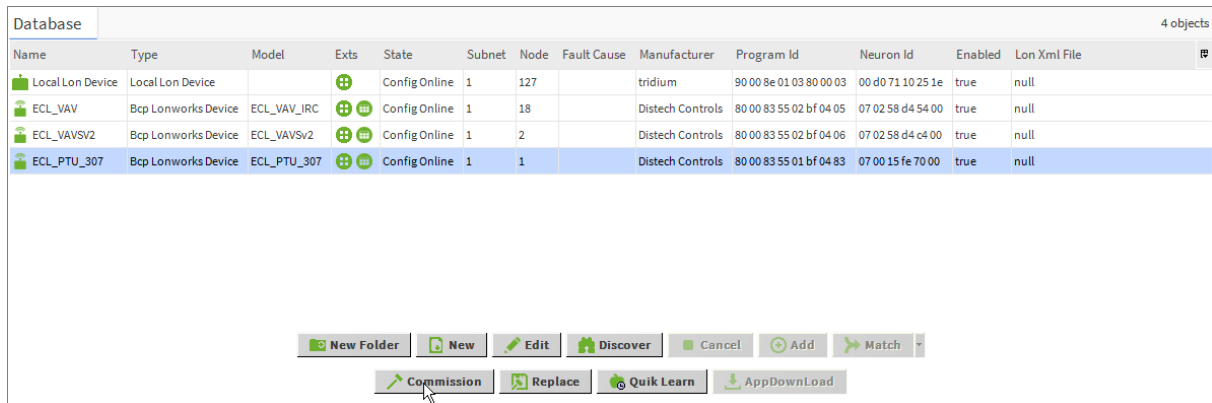 Database 4 objects
Name Type Model Exts State Subnet Node Fault Cause Manufacturer Program Id Neuron Id Enabled Lon Xml File
Local Lon Device Local Lon Device Config Online 1 127 tridium 90 00 8e 01 03 80 00 03 00 d0 71 10 25 1e true null
ECL_VAV Bcp Lonworks Device ECL_VAV_IRC Config Online 1 18 Distech Controls 80 00 83 55 02 bf 04 05 07 02 58 d4 54 00 true null
ECL_VAVSV2 Bcp Lonworks Device ECL_VAVSv2 Config Online 1 2 Distech Controls 80 00 83 55 02 bf 04 06 07 02 58 d4 c4 00 true null
ECL_PTU_307 Bcp Lonworks Device ECL_PTU_307 Config Online 1 1 Distech Controls 80 00 83 55 01 bf 04 83 07 00 15 fe 70 00 true null
New Folder New Edit Discover Cancel Add Match
Commission Replace Quik Learn AppDownLoad